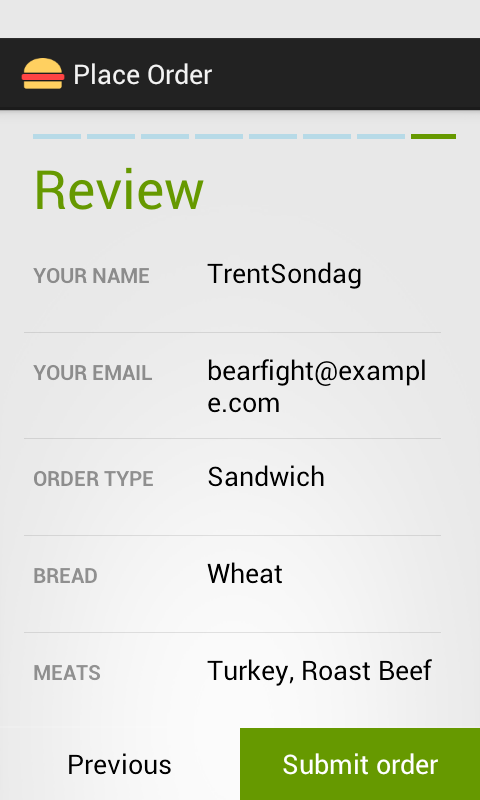 Place Order
Review
YOUR NAME TrentSondag
YOUR EMAIL bearfight@exampl
e.com
ORDER TYPE Sandwich
BREAD Wheat
MEATS Turkey, Roast Beef
Previous Submit order